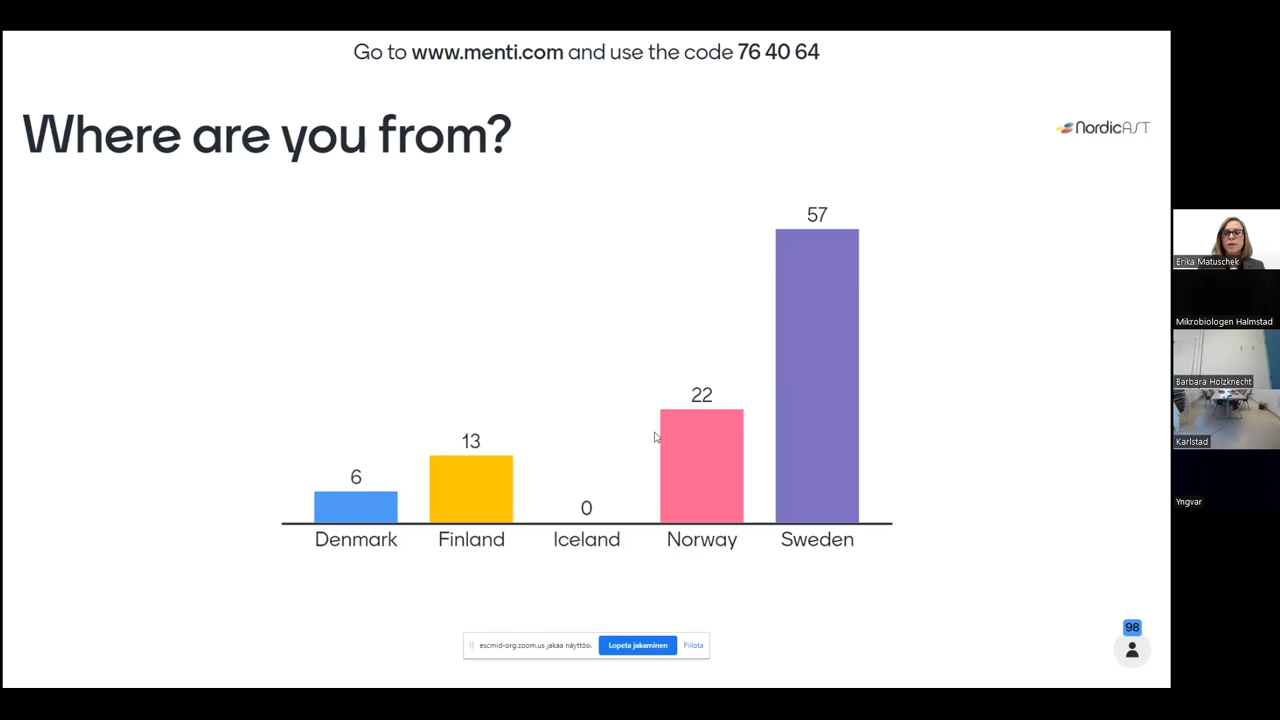 Go to www.menti.com and use the code 76 40 64
Where are you from?
NordicAST
57
22
13
6
0
Denmark Finland Iceland Norway Sweden
98
escmid-org.zoom.us jakaa näyttösi. Lopeta jakaminen Piilota
Erika Matuschek
Mikrobiologen Halmstad
Barbara Holzknecht
Karlstad
Yngvar